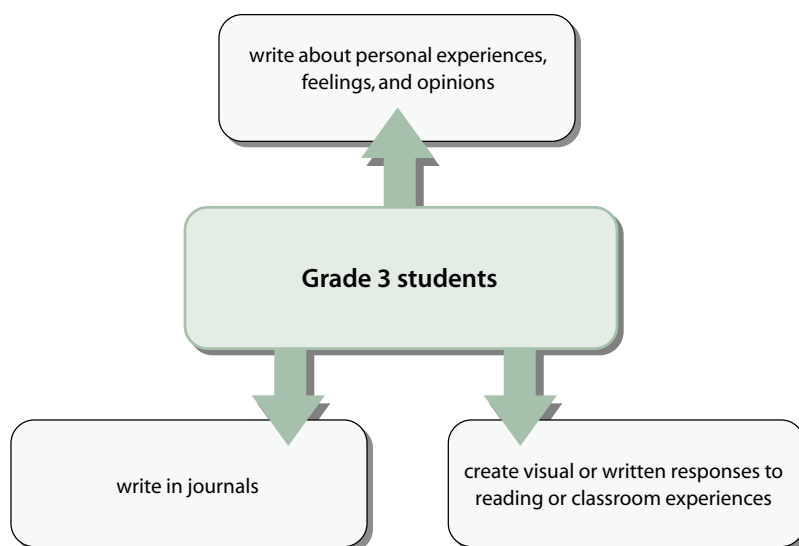 write about personal experiences,
feelings, and opinions
Grade 3 students
write in journals
create visual or written responses to
reading or classroom experiences